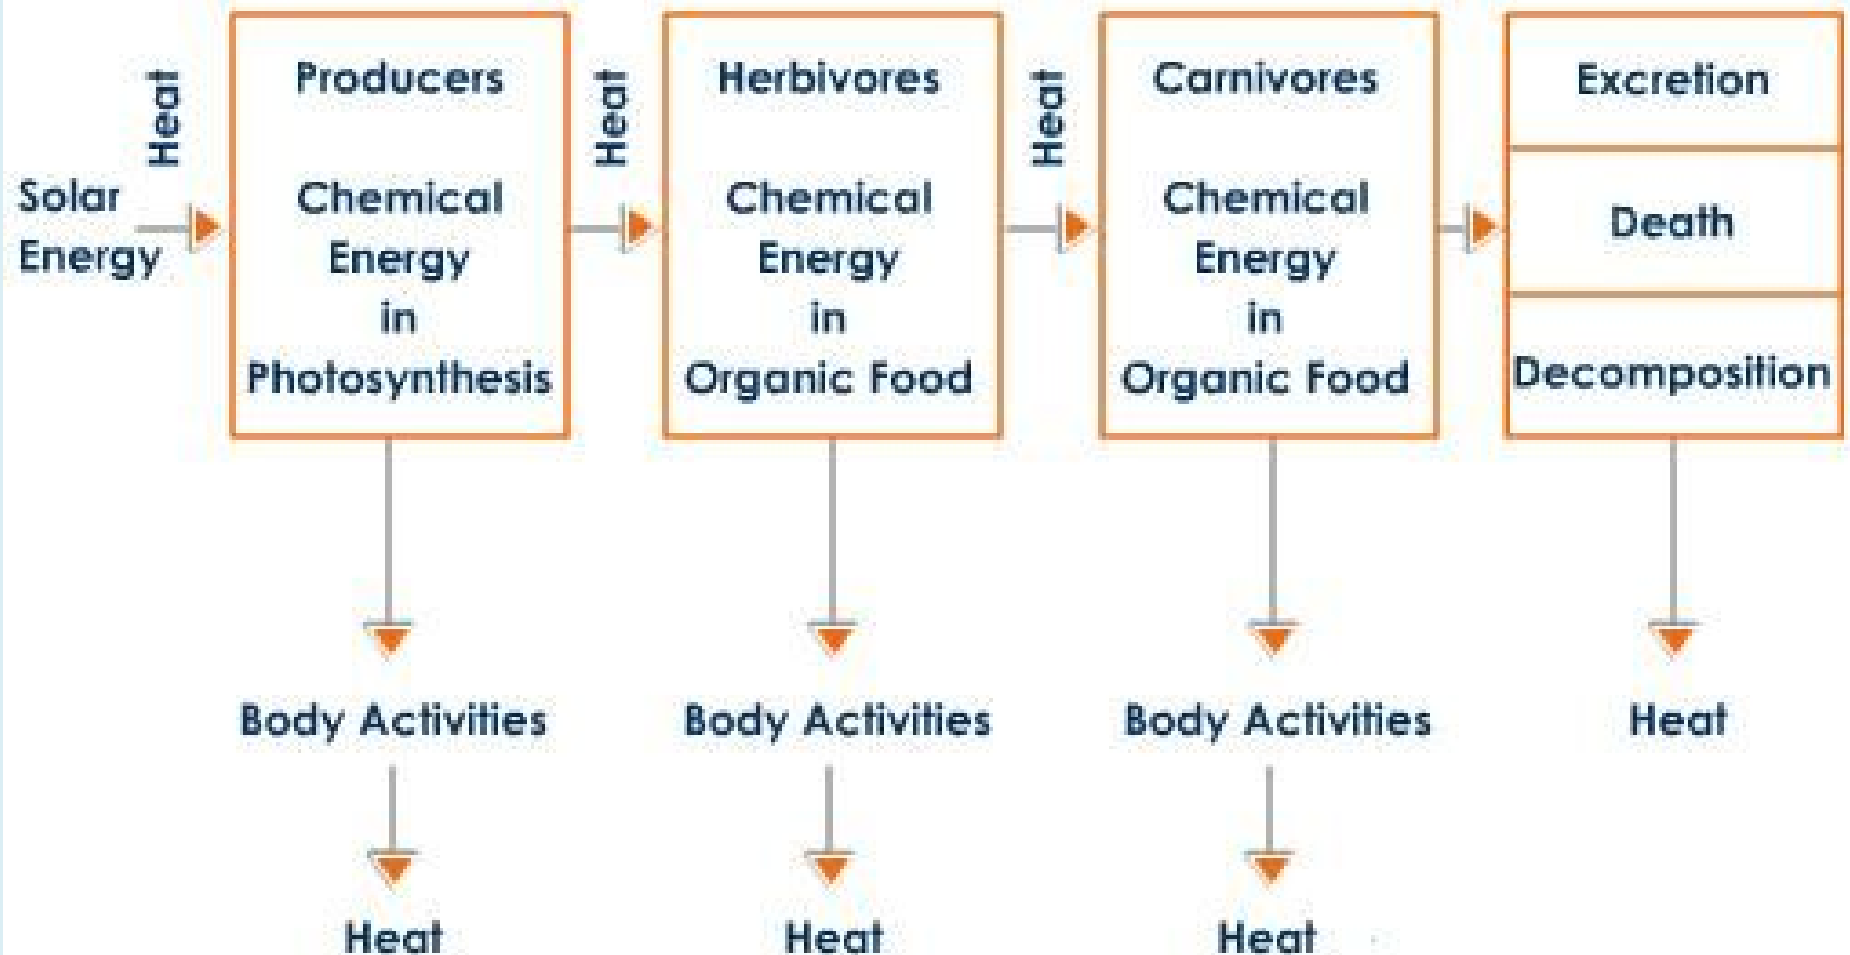 Heat
Solar
Energy
Producers
Chemical
Energy
in
Photosynthesis
Heat
Herbivores
Chemical
Energy
in
Organic Food
Heat
Carnivores
Chemical
Energy
in
Organic Food
Excretion
Death
Decomposition
Body Activities
Body Activities
Body Activities
Heat
Heat
Heat
Heat